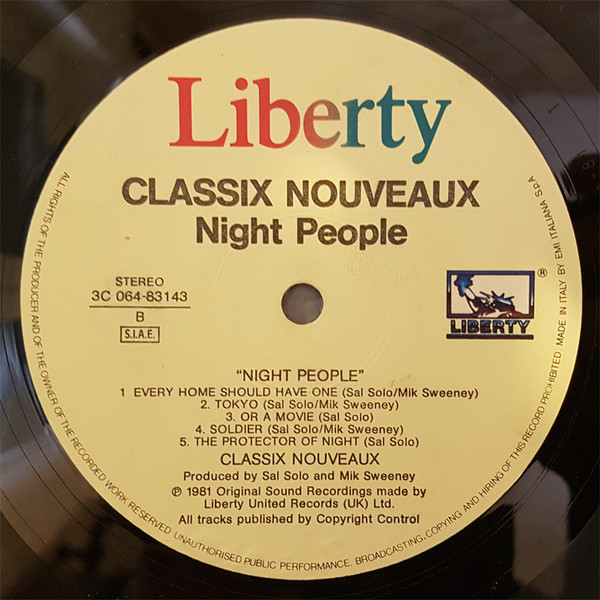 Liberty
CLASSIX NOUVEAUX
Night People
STEREO
3C 064-83143
B
S.I.A.E.
®
LIBERTY
"NIGHT PEOPLE"
1 EVERY HOME SHOULD HAVE ONE (Sal Solo/Mik Sweeney)
2. TOKYO (Sal Solo/Mik Sweeney)
3. OR A MOVIE (Sal Solo)
4. SOLDIER (Sal Solo/Mik Sweeney)
5. THE PROTECTOR OF NIGHT (Sal Solo)
CLASSIX NOUVEAUX
Produced by Sal Solo and Mik Sweeney
℗ 1981 Original Sound Recordings made by
Liberty United Records (UK) Ltd.
All tracks published by Copyright Control
ALL RIGHTS OF THE PRODUCER AND OF THE OWNER OF THE RECORDED WORK RESERVED UNAUTHORISED PUBLIC PERFORMANCE, BROADCASTING, COPYING AND HIRING OF THIS RECORD PROHIBITED MADE IN ITALY BY EMI ITALIANA S.p.A